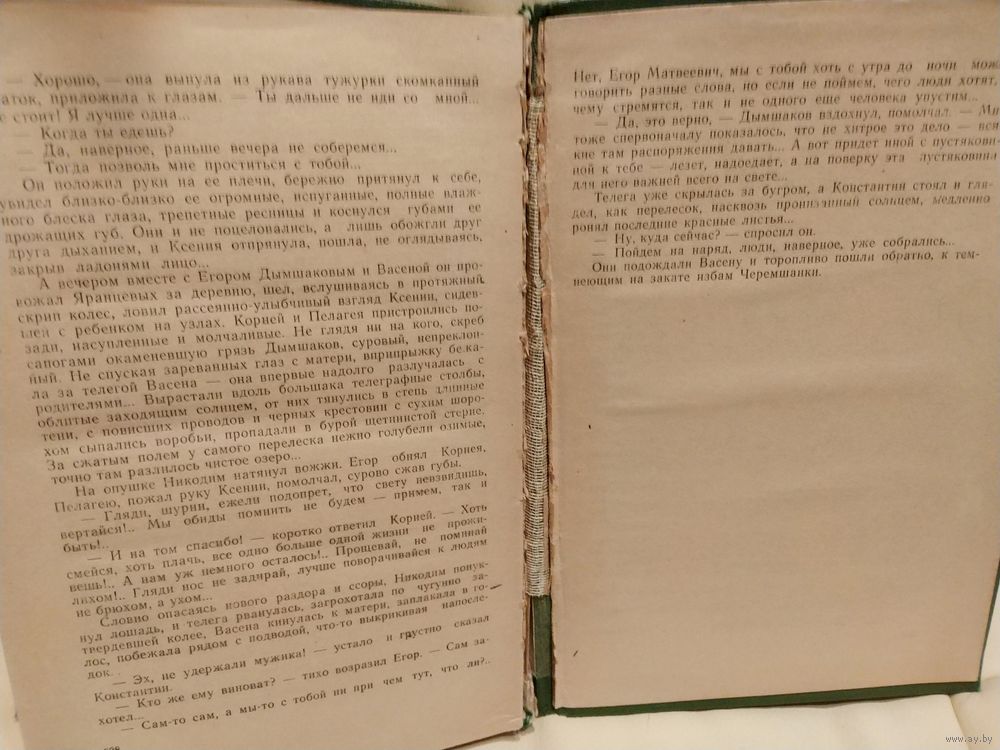 — Хорошо, — она вынула из рукава тужурки скомканный
аток, приложила к глазам. — Ты дальше не иди со мной...
е стоит! Я лучше одна...
— Когда ты едешь?
— Да, наверное, раньше вечера не соберемся...
— Тогда позволь мне проститься с тобой...
Он положил руки на ее плечи, бережно притянул к себе,
увидел близко-близко ее огромные, испуганные, полные влаж-
ного блеска глаза, трепетные ресницы и коснулся губами ее
дрожащих губ. Они и не поцеловались, а лишь обожгли друг
друга дыханием, и Ксения отпрянула, пошла, не оглядываясь,
закрыв ладонями лицо...
А вечером вместе с Егором Дымшаковым и Васеной он про-
вожал Яранцевых за деревню, шел, вслушиваясь в протяжный
скрип колес, ловил рассеянно-улыбчивый взгляд Ксении, сидев-
шей с ребенком на узлах. Корней и Пелагея пристроились по-
зади, насупленные и молчаливые. Не глядя ни на кого, скреб
сапогами окаменевшую грязь Дымшаков, суровый, непреклон-
ный. Не спуская зареванных глаз с матери, вприпрыжку бежа-
ла за телегой Васена — она впервые надолго разлучалась с
родителями... Вырастали вдоль большака телеграфные столбы,
облитые заходящим солнцем, от них тянулись в степь длинные
тени, с повисших проводов и черных крестовин с сухим шоро-
хом сыпались воробьи, пропадали в бурой щетинистой стерне.
За сжатым полем у самого перелеска нежно голубели озимые,
точно там разлилось чистое озеро...
На опушке Никодим натянул вожжи. Егор обнял Корнея,
Пелагею, пожал руку Ксении, помолчал, сурово сжав губы.
— Гляди, шурин, ежели подопрет, что свету невзвидишь,
вертайся!.. Мы обиды помнить не будем — примем, так и
быть!..
— И на том спасибо! — коротко ответил Корней. — Хоть
смейся, хоть плачь, все одно больше одной жизни не прожи-
вешь!.. А нам уж немного осталось!.. Прощевай, не поминай
лихом!.. Гляди нос не задирай, лучше поворачивайся к людям
не брюхом, а ухом...
Словно опасаясь нового раздора и ссоры, Никодим понук-
нул лошадь, и телега рванулась, загрохотала по чугунно за-
твердевшей колее, Васена кинулась к матери, заплакала в го-
лос, побежала рядом с подводой, что-то выкрикивая напосле-
док...
— Эх, не удержали мужика! — устало и грустно сказал
Константин.
— Кто же ему виноват? — тихо возразил Егор. — Сам за-
хотел...
— Сам-то сам, а мы-то с тобой ни при чем тут, что ли?..
Нет, Егор Матвеевич, мы с тобой хоть с утра до ночи мож
говорить разные слова, но если не поймем, чего люди хотят,
чему стремятся, так и не одного еще человека упустим...
— Да, это верно, — Дымшаков вздохнул, помолчал. — Мн
тоже спервоначалу показалось, что не хитрое это дело — вся
кие там распоряжения давать... А вот придет иной с пустякови-
ной к тебе — лезет, надоедает, а на поверку эта пустяковина
для него важней всего на свете...
Телега уже скрылась за бугром, а Константин стоял и гля-
дел, как перелесок, насквозь пронизанный солнцем, медленно
ронял последние красные листья...
— Ну, куда сейчас? — спросил он.
— Пойдем на наряд, люди, наверное, уже собрались...
Они подождали Васену и торопливо пошли обратно, к тем-
неющим на закате избам Черемшанки.
www.ay.by